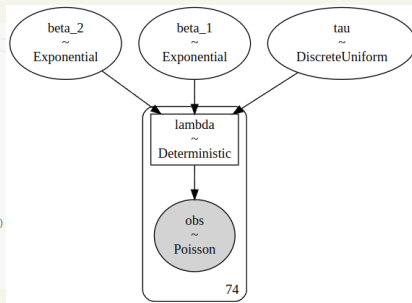 beta_2
~
Exponential
beta_1
~
Exponential
tau
~
DiscreteUniform
lambda
~
Deterministic
obs
~
Poisson
74
)